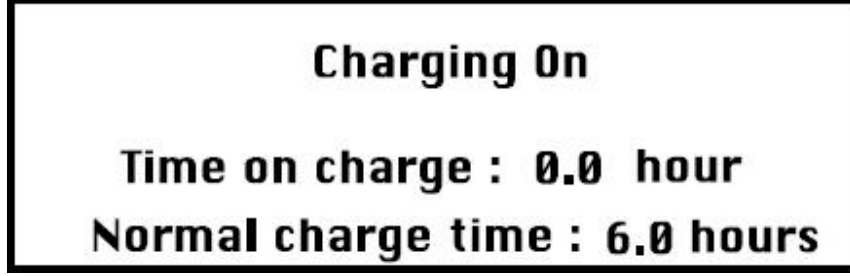 Charging On
Time on charge : 0.0 hour
Normal charge time : 6.0 hours